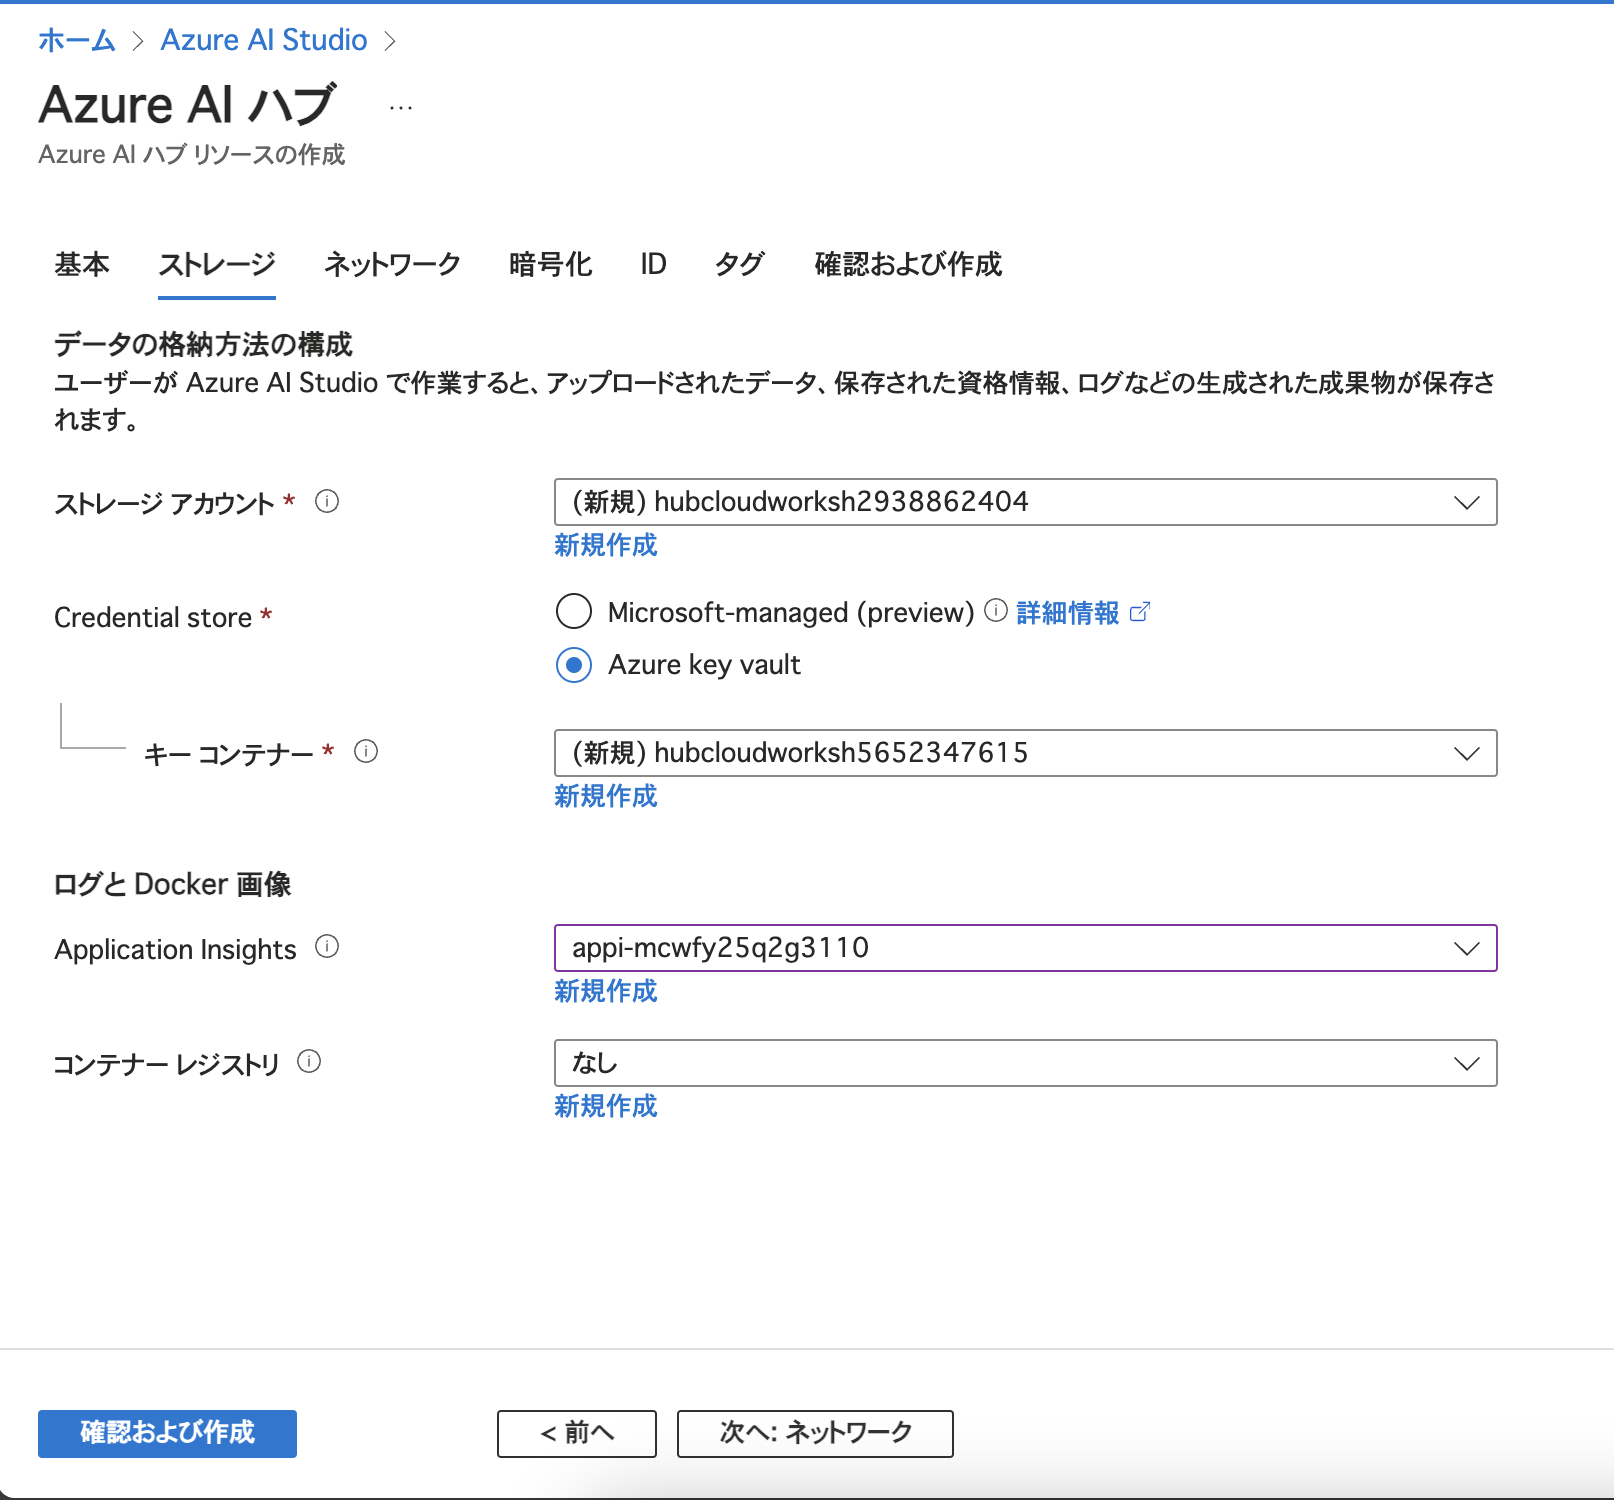 ホーム > Azure AI Studio >
Azure AI ハブ ...
Azure AI ハブ リソースの作成
基本 ストレージ ネットワーク 暗号化 ID タグ 確認および作成
データの格納方法の構成
ユーザーが Azure AI Studio で作業すると、アップロードされたデータ、保存された資格情報、ログなどの生成された成果物が保存さ
れます。
ストレージ アカウント * (新規) hubcloudworksh2938862404
新規作成
Credential store * Microsoft-managed (preview) 詳細情報
Azure key vault
キー コンテナー * (新規) hubcloudworksh5652347615
新規作成
ログと Docker 画像
Application Insights appi-mcwfy25q2g3110
新規作成
コンテナー レジストリ なし
新規作成
確認および作成 < 前へ 次へ: ネットワーク